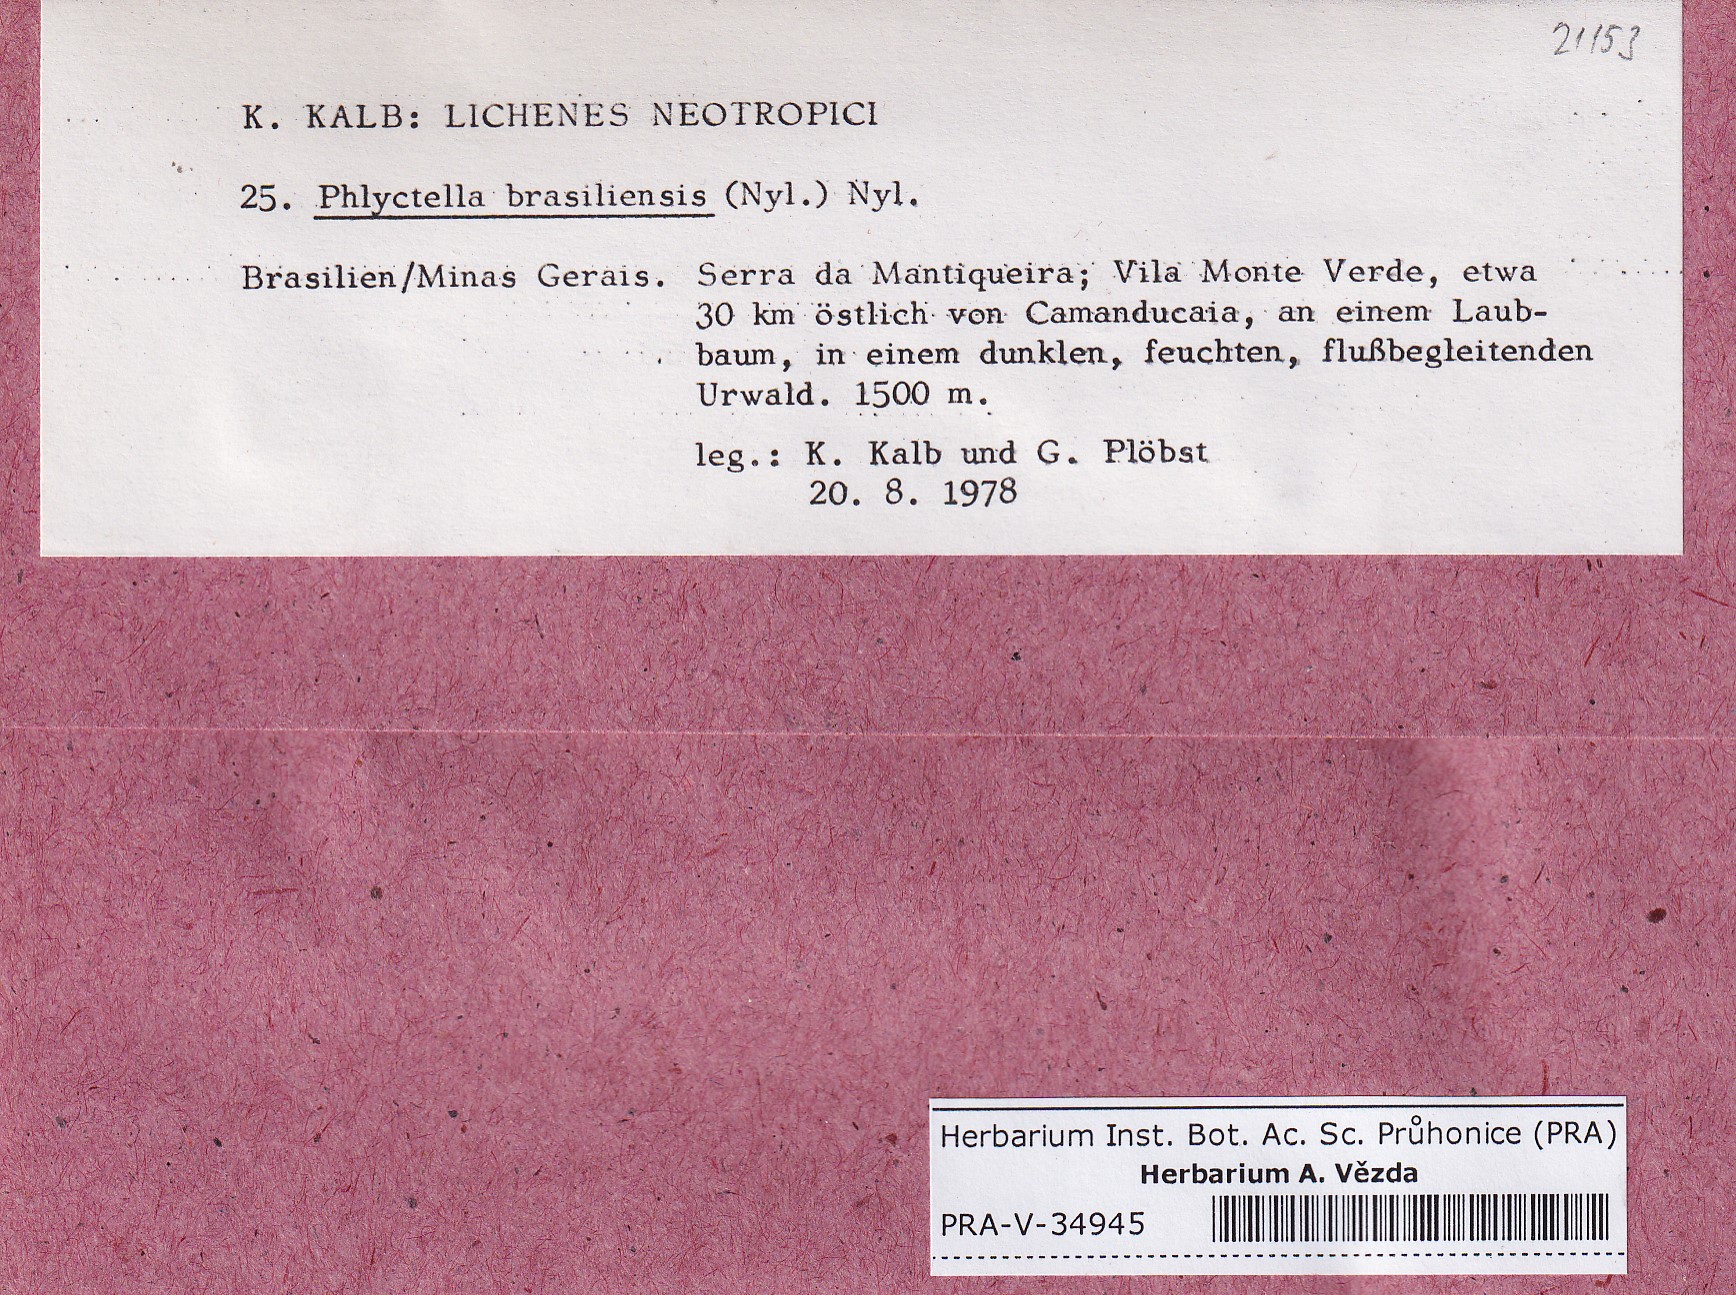 21153
K. KALB: LICHENES NEOTROPICI
25. Phlyctella brasiliensis (Nyl.) Nyl.
Brasilien/Minas Gerais. Serra da Mantiqueira; Vila Monte Verde, etwa
30 km östlich von Camanducaia, an einem Laub-
baum, in einem dunklen, feuchten, flußbegleitenden
Urwald. 1500 m.
leg.: K. Kalb und G. Plöbst
20. 8. 1978
Herbarium Inst. Bot. Ac. Sc. Průhonice (PRA)
Herbarium A. Vězda
PRA-V-34945